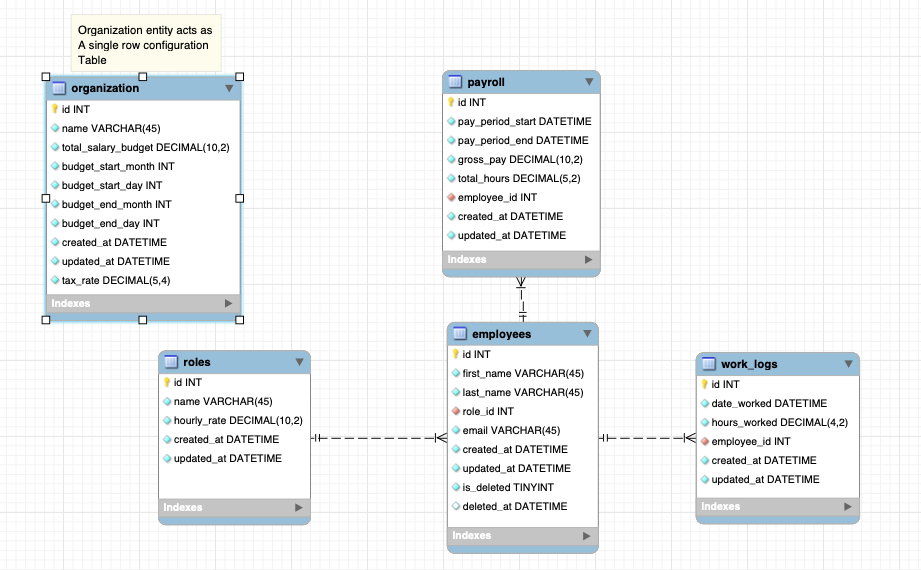 Organization entity acts as
A single row configuration
Table
organization
id INT
name VARCHAR(45)
total_salary_budget DECIMAL(10,2)
budget_start_month INT
budget_start_day INT
budget_end_month INT
budget_end_day INT
created_at DATETIME
updated_at DATETIME
tax_rate DECIMAL(5,4)
Indexes
payroll
id INT
pay_period_start DATETIME
pay_period_end DATETIME
gross_pay DECIMAL(10,2)
total_hours DECIMAL(5,2)
employee_id INT
created_at DATETIME
updated_at DATETIME
Indexes
roles
id INT
name VARCHAR(45)
hourly_rate DECIMAL(10,2)
created_at DATETIME
updated_at DATETIME
Indexes
employees
id INT
first_name VARCHAR(45)
last_name VARCHAR(45)
role_id INT
email VARCHAR(45)
created_at DATETIME
updated_at DATETIME
is_deleted TINYINT
deleted_at DATETIME
Indexes
work_logs
id INT
date_worked DATETIME
hours_worked DECIMAL(4,2)
employee_id INT
created_at DATETIME
updated_at DATETIME
Indexes